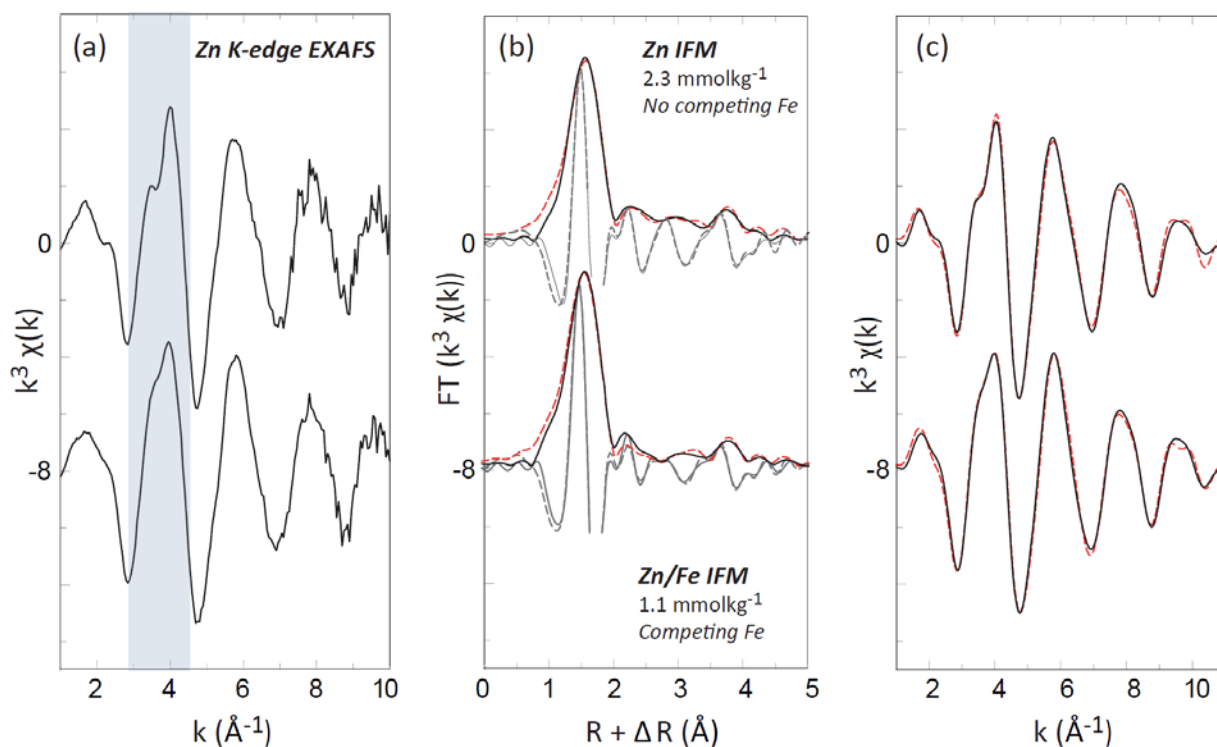 (a)
Zn K-edge EXAFS
0
-8
k³ χ(k)
2 4 6 8 10
k (Å⁻¹)
(b)
Zn IFM
2.3 mmolkg⁻¹
No competing Fe
0
-8
FT (k³ χ(k))
Zn/Fe IFM
1.1 mmolkg⁻¹
Competing Fe
0 1 2 3 4 5
R + Δ R (Å)
(c)
0
-8
k³ χ(k)
2 4 6 8 10
k (Å⁻¹)